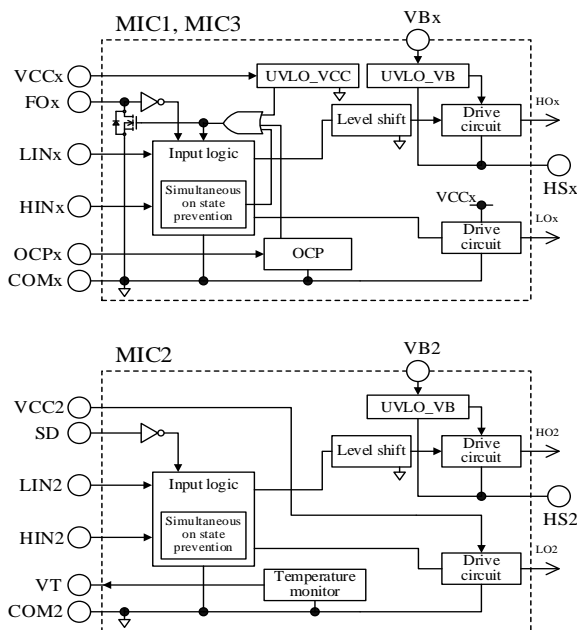 MIC1, MIC3
VBx
VCCx
UVLO_VCC
UVLO_VB
FOx
HOx
Level shift
Drive
circuit
LINx
Input logic
HSx
Simultaneous
on state
prevention
HINx
VCCx
LOx
Drive
circuit
OCPx
OCP
COMx
MIC2
VB2
VCC2
UVLO_VB
SD
HO2
Level shift
Drive
circuit
LIN2
Input logic
HS2
Simultaneous
on state
prevention
HIN2
LO2
Drive
circuit
VT
Temperature
monitor
COM2